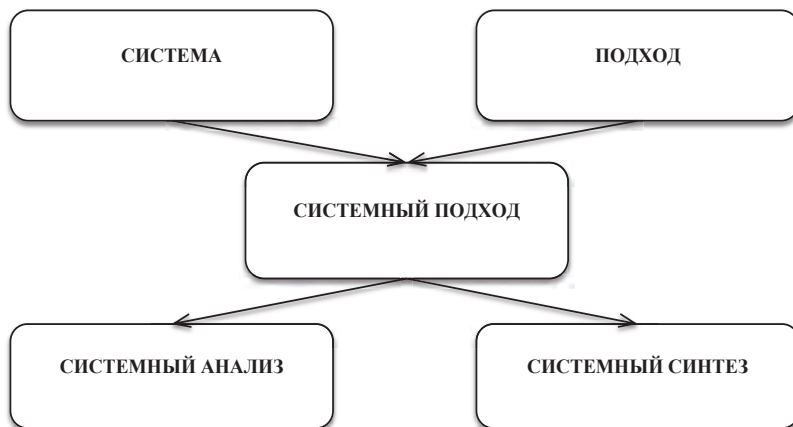 СИСТЕМА
ПОДХОД
СИСТЕМНЫЙ ПОДХОД
СИСТЕМНЫЙ АНАЛИЗ
СИСТЕМНЫЙ СИНТЕЗ